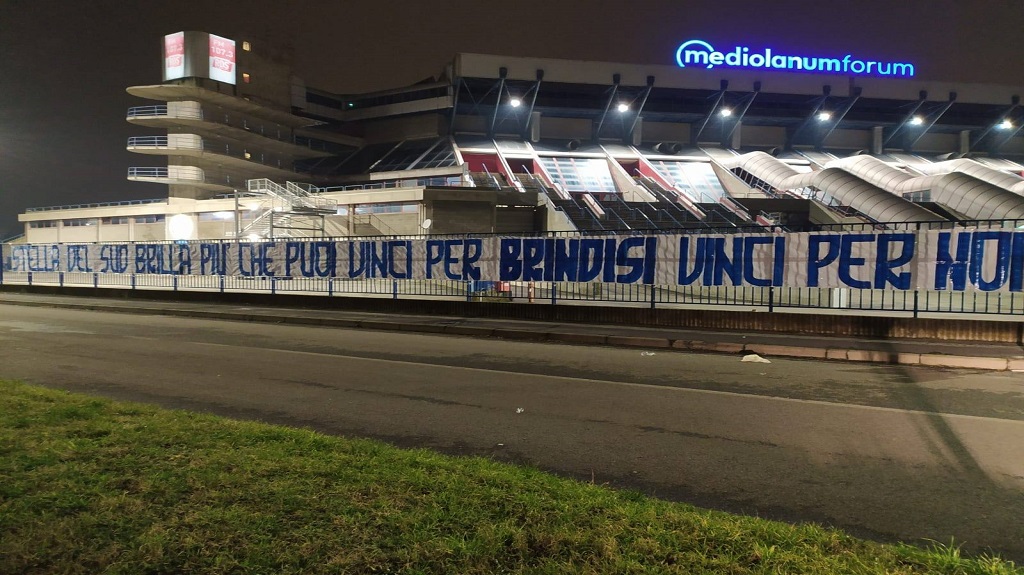 mediolanumforum
STELLA DEL SUD BRILLA PIU CHE PUOI VINCI PER BRINDISI VINCI PER NOI